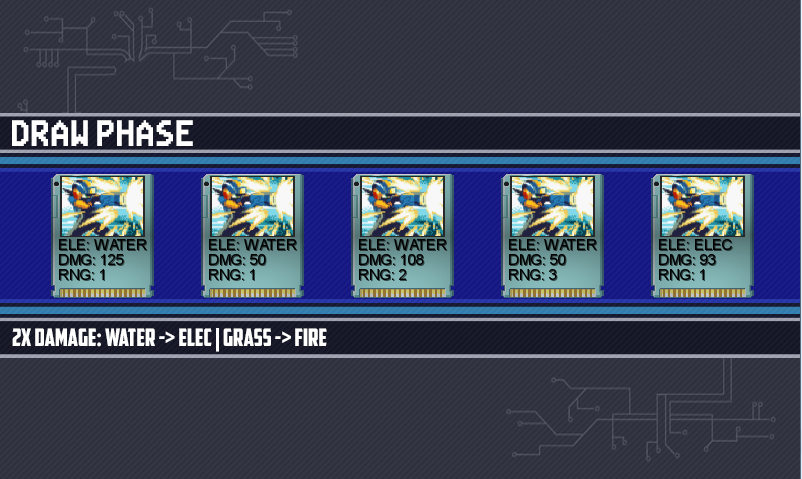 DRAW PHASE
ELE: WATER
DMG: 125
RNG: 1
ELE: WATER
DMG: 50
RNG: 1
ELE: WATER
DMG: 108
RNG: 2
ELE: WATER
DMG: 50
RNG: 3
ELE: ELEC
DMG: 93
RNG: 1
2X DAMAGE: WATER -> ELEC | GRASS -> FIRE